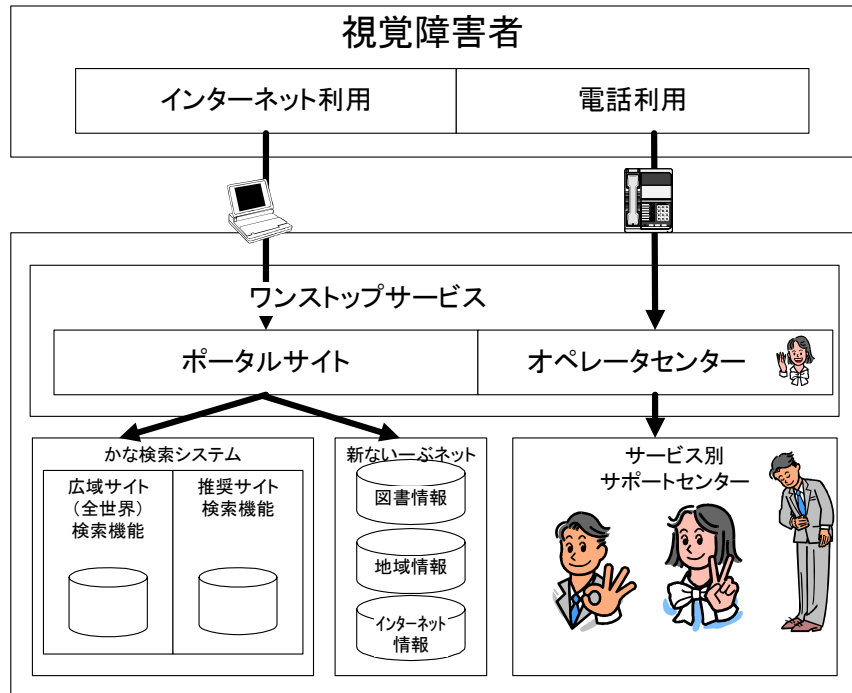 視覚障害者
インターネット利用
電話利用
ワンストップサービス
ポータルサイト
オペレータセンター
かな検索システム
広域サイト
（全世界）
検索機能
推奨サイト
検索機能
新ないーぶネット
図書情報
地域情報
インターネット
情報
サービス別
サポートセンター